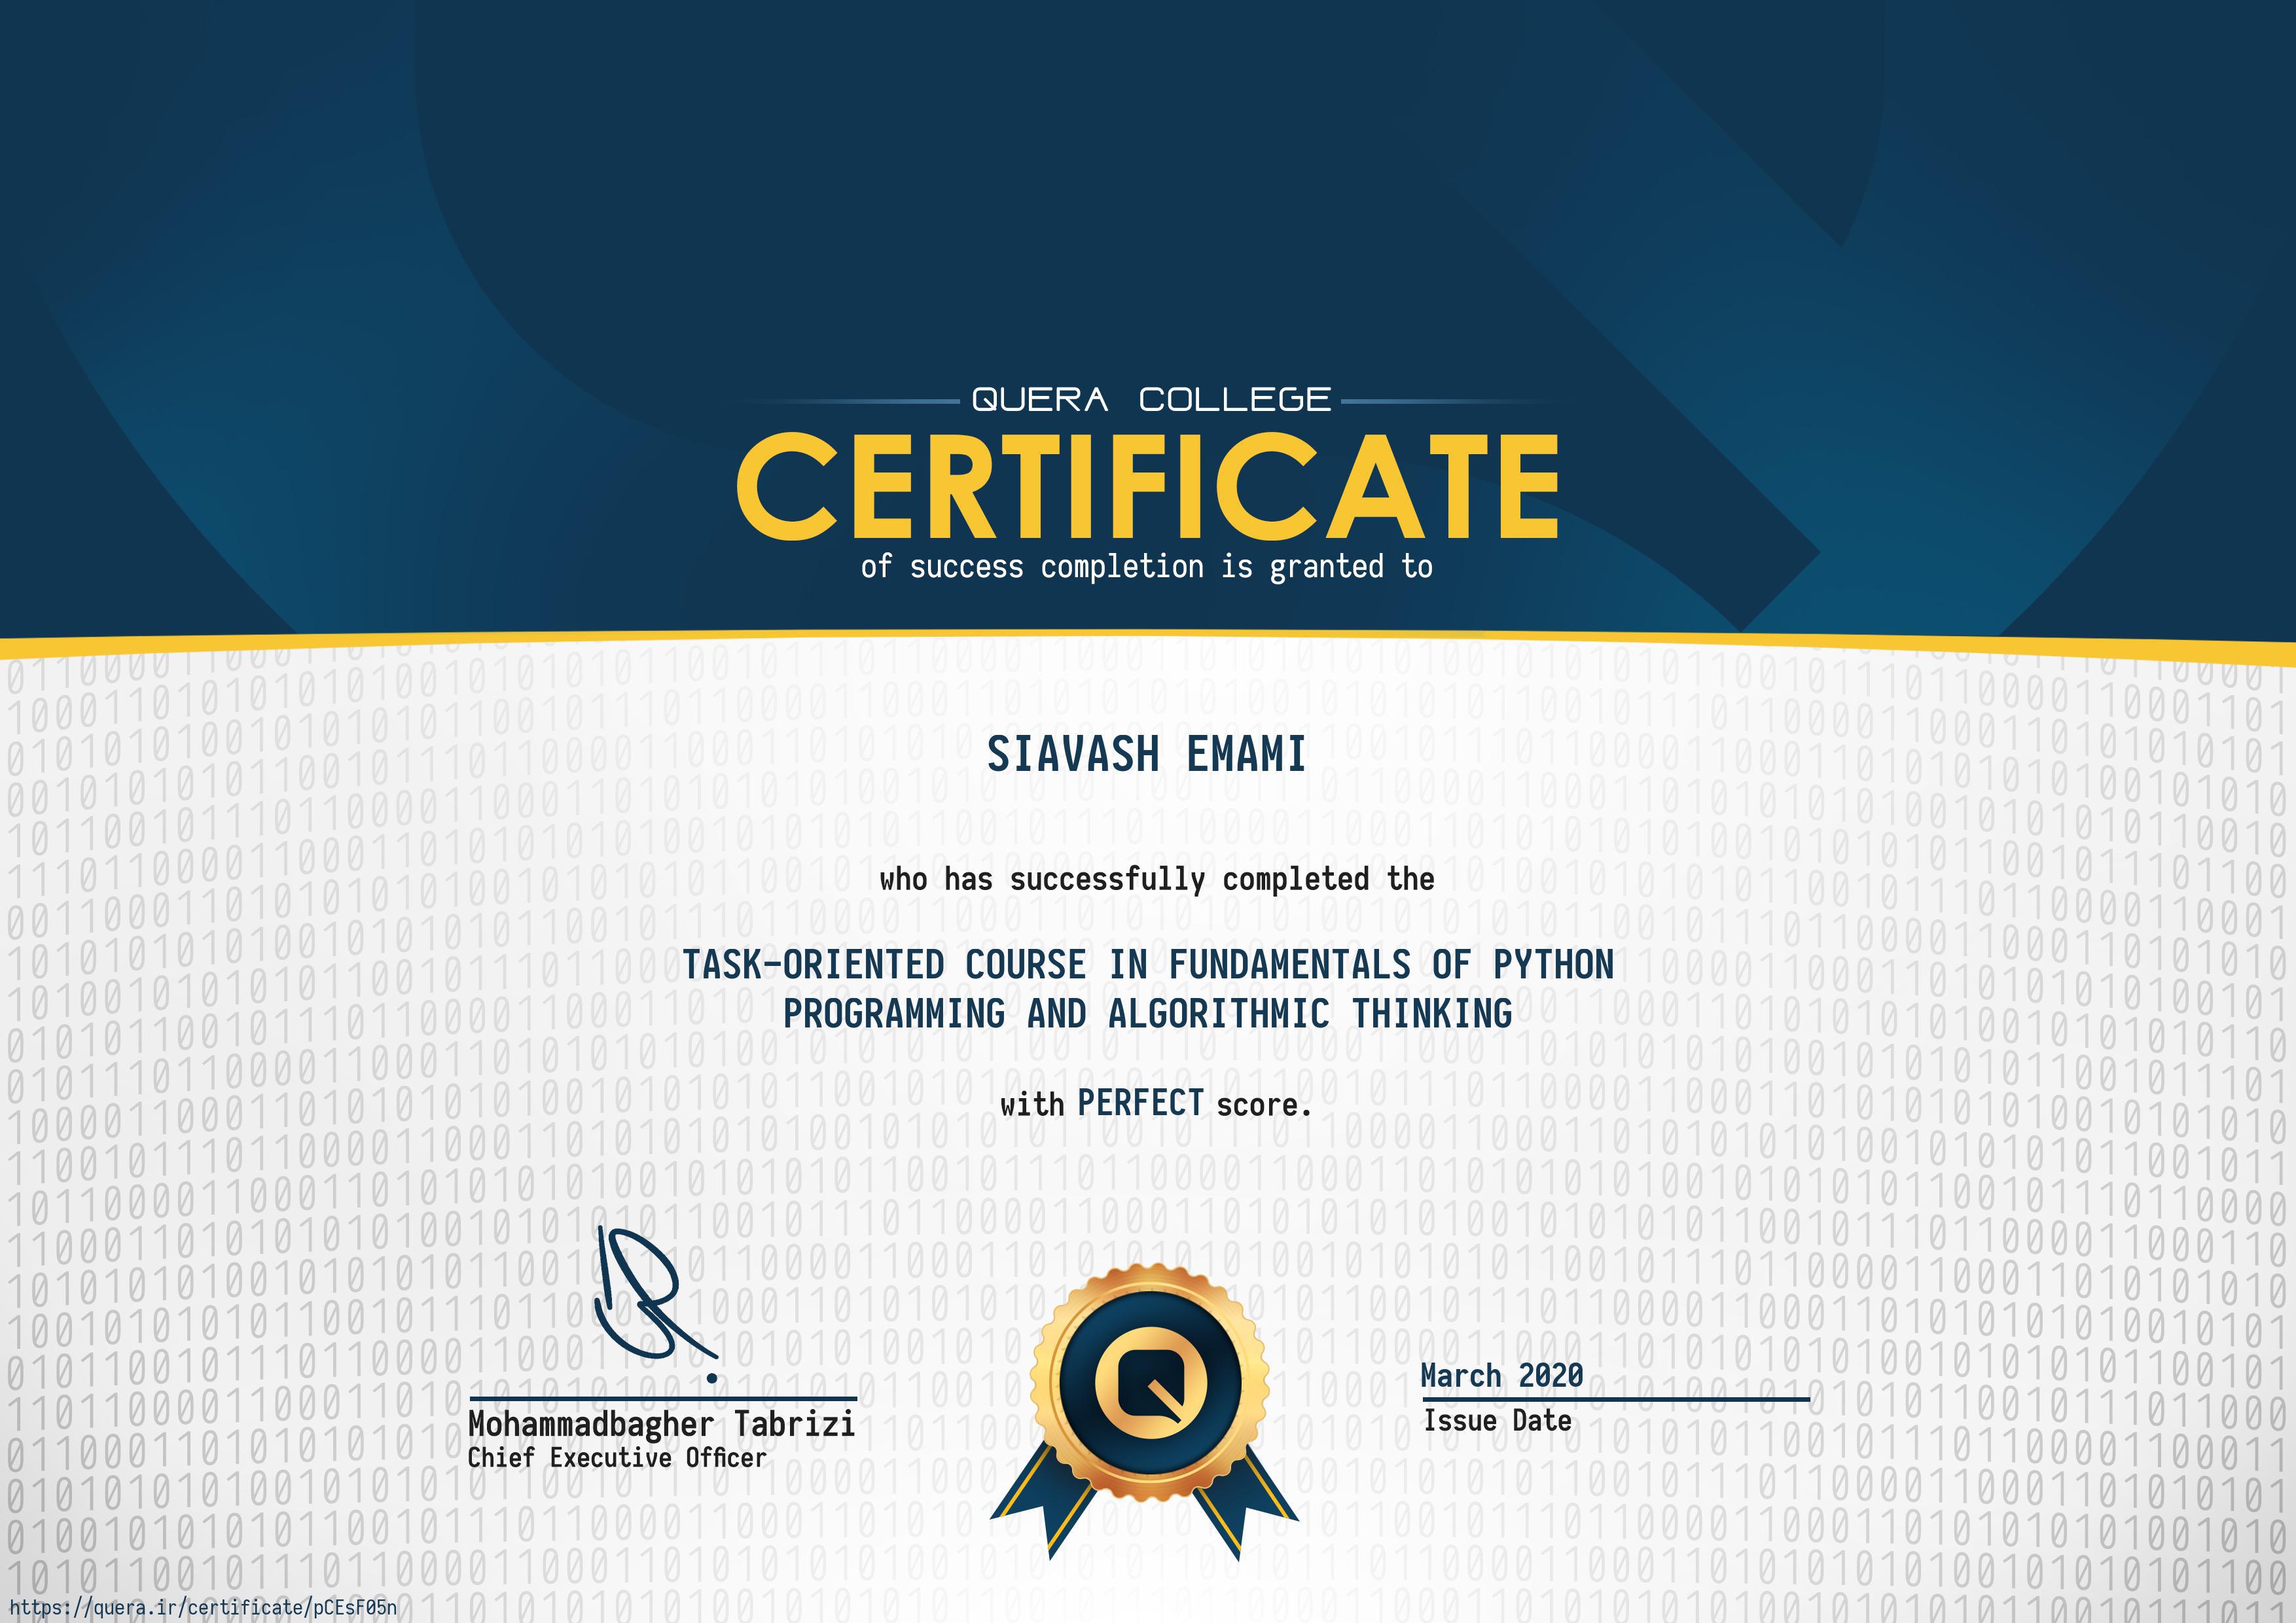 QUERA COLLEGE
CERTIFICATE
of success completion is granted to
SIAVASH EMAMI
who has successfully completed the
TASK-ORIENTED COURSE IN FUNDAMENTALS OF PYTHON
PROGRAMMING AND ALGORITHMIC THINKING
with PERFECT score.
March 2020
Mohammadbagher Tabrizi
Issue Date
Chief Executive Officer
https://quera.ir/certificate/pCEsF05n